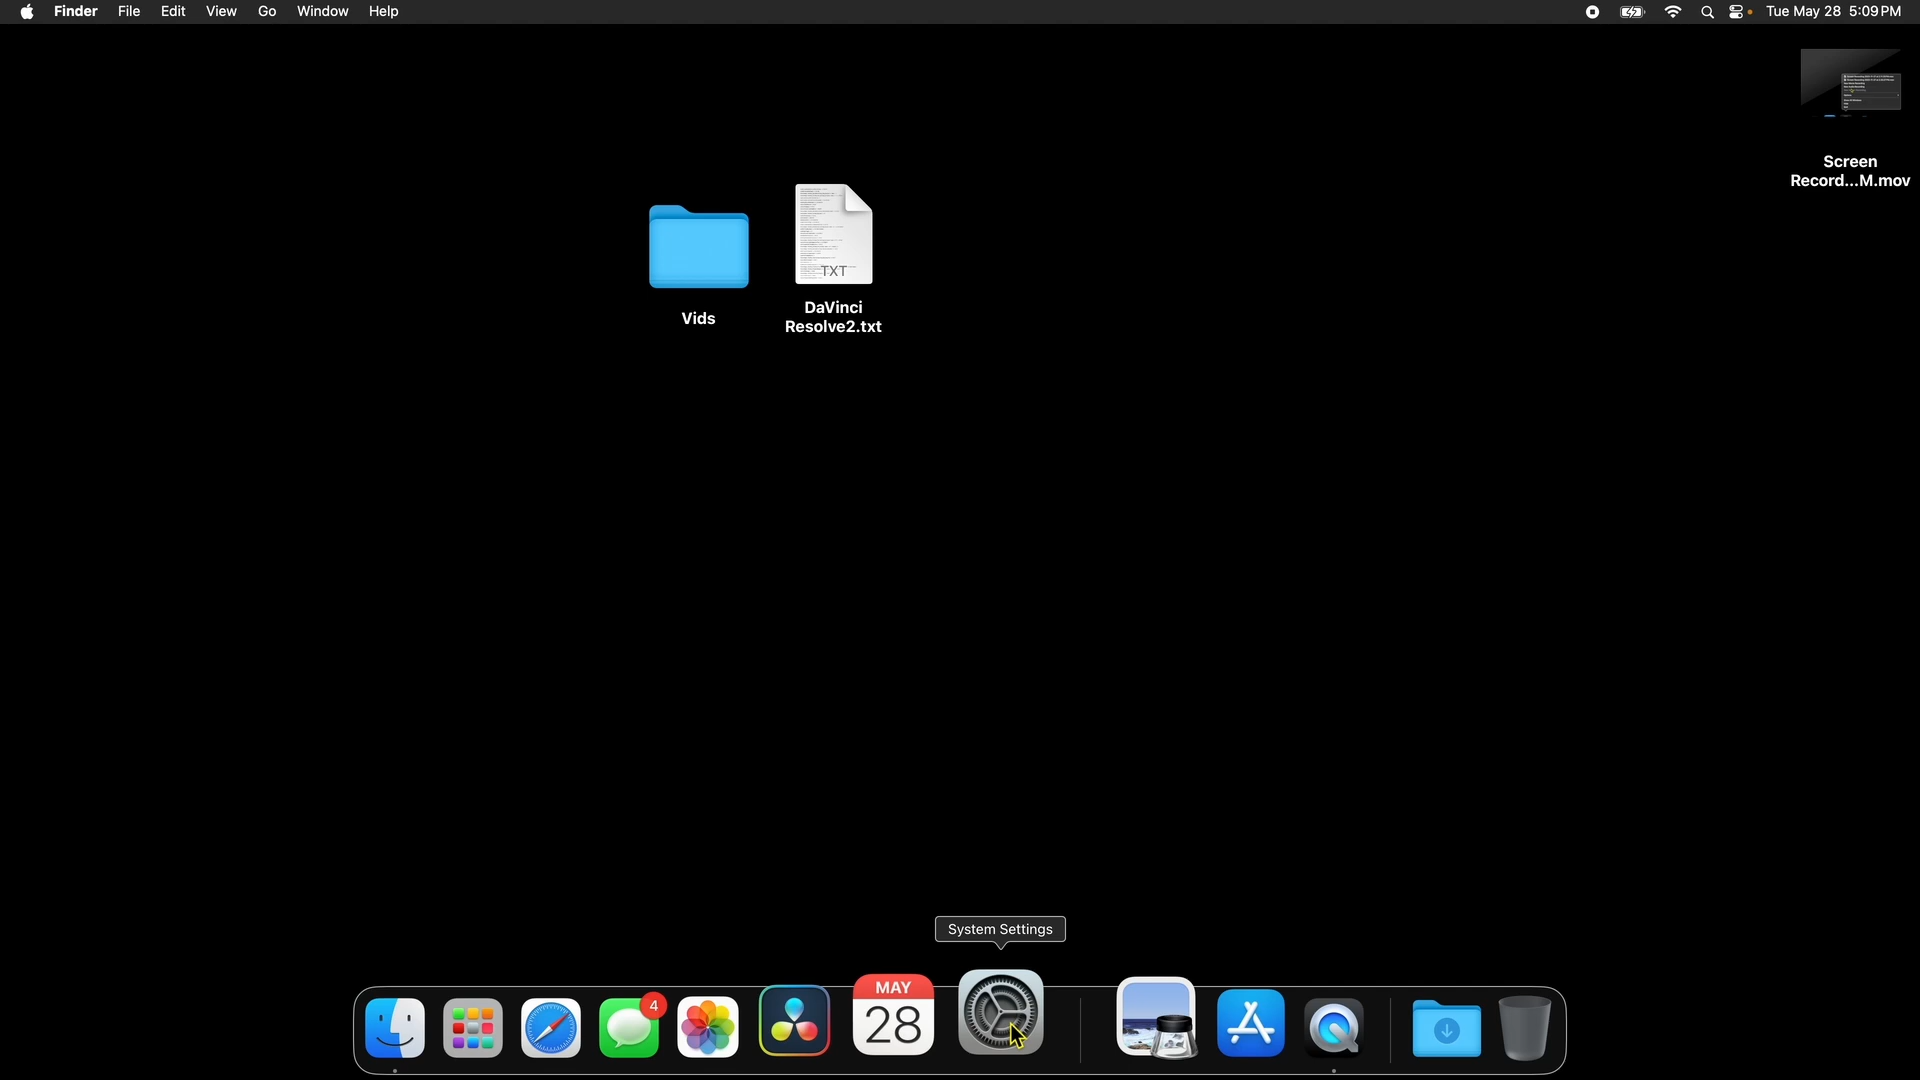 Finder File Edit View Go Window Help Tue May 28 5:09 PM
Screen
Record...M.mov
TXT
Vids
DaVinci
Resolve2.txt
System Settings
4
MAY
28